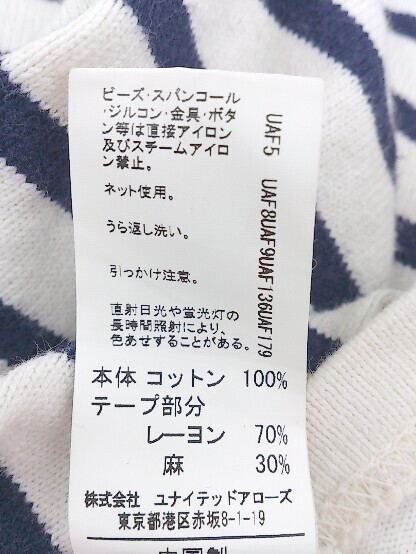 ビーズ・スパンコール
・ジルコン・金具・ボタ
ン等は直接アイロン
及びスチームアイロ
ン禁止。
ネット使用。
うら返し洗い。
引っかけ注意。
直射日光や蛍光灯の
長時間照射により、
色あせすることがある。
UAF5 UAF8UAF9UAF136UAF179
本体 コットン 100%
テープ部分
レーヨン 70%
麻 30%
株式会社 ユナイテッドアローズ
東京都港区赤坂8-1-19
中国製